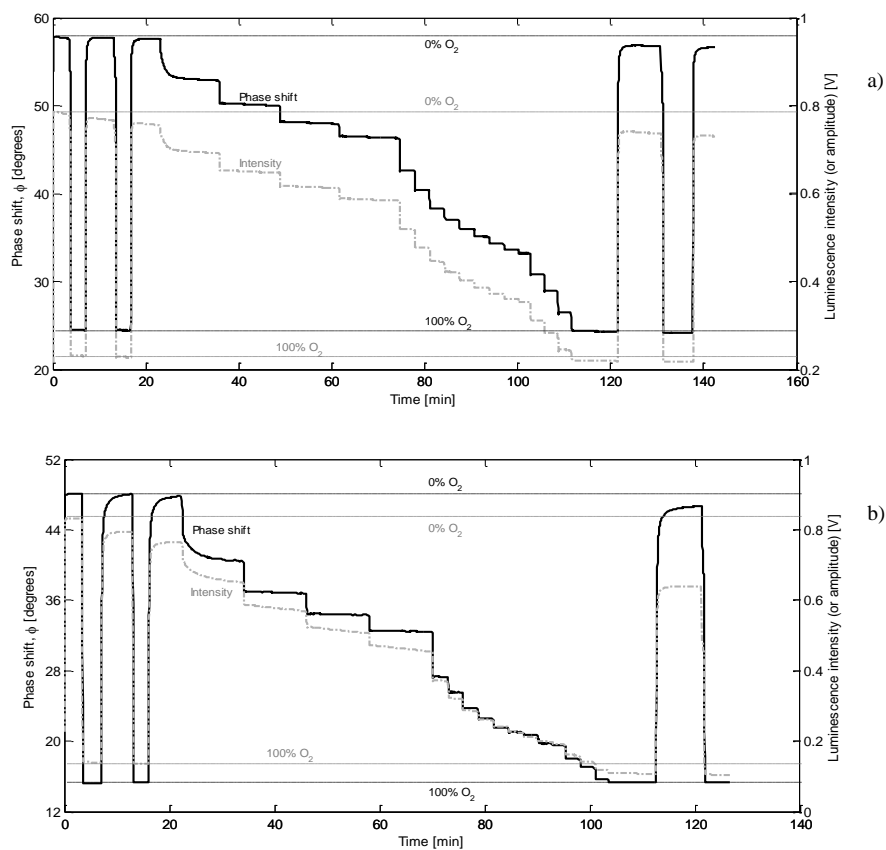 60
50
40
30
20
Phase shift, ϕ [degrees]
1
0.8
0.6
0.4
0.2
Luminescence intensity (or amplitude) [V]
0% O₂
0% O₂
Phase shift
Intensity
100% O₂
100% O₂
0 20 40 60 80 100 120 140 160
Time [min]
a)
52
48
44
36
28
20
15
12
Phase shift, ϕ [degrees]
1
0.8
0.6
0.4
0.2
0
Luminescence intensity (or amplitude) [V]
0% O₂
0% O₂
Phase shift
Intensity
100% O₂
100% O₂
0 20 40 60 80 100 120 140
Time [min]
b)